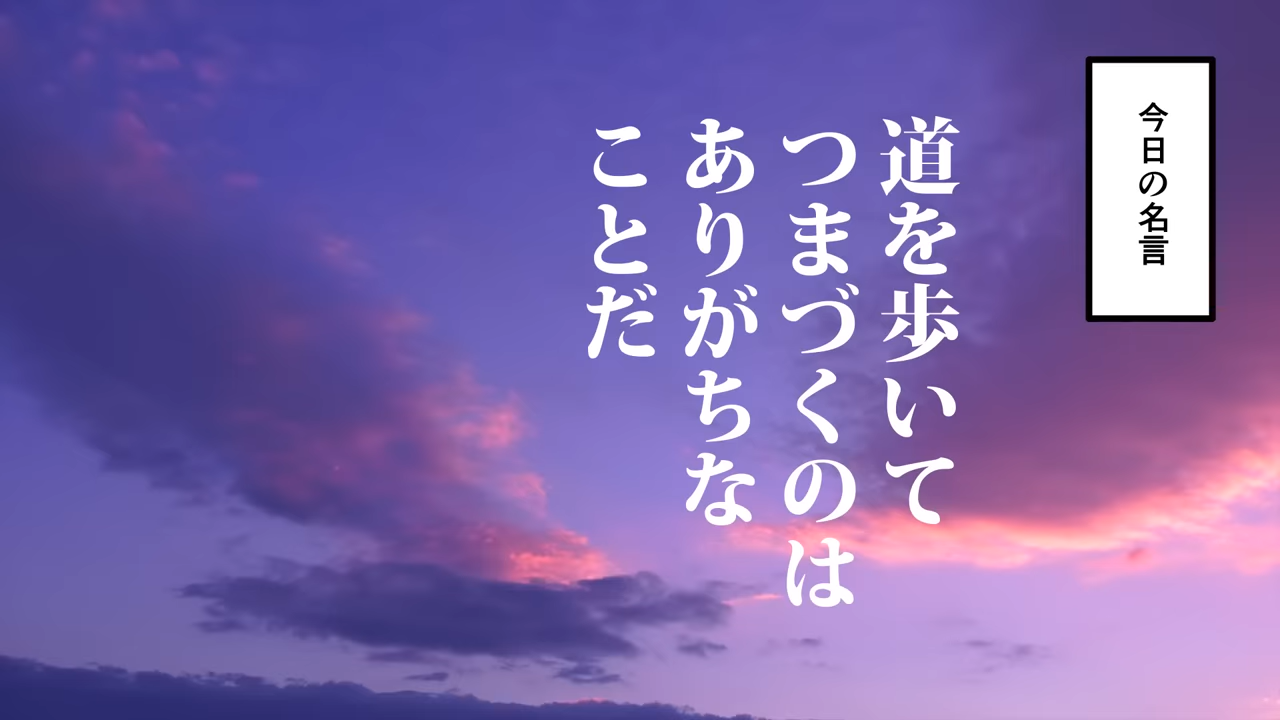 今日の名言
道を歩いて
つまづくのは
ありがちな
ことだ